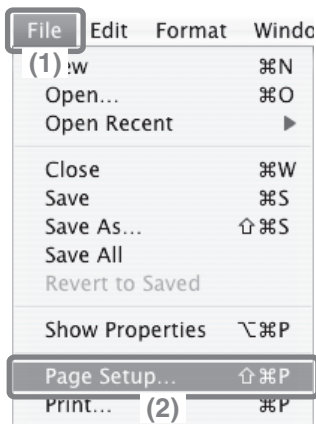 File Edit Format
(1) ew ⌘N
Open... ⌘O
Open Recent ▶
Close ⌘W
Save ⌘S
Save As... ⇧⌘S
Save All
Revert to Saved
Show Properties ⌥⌘P
Page Setup... ⇧⌘P
Print... (2) ⌘P